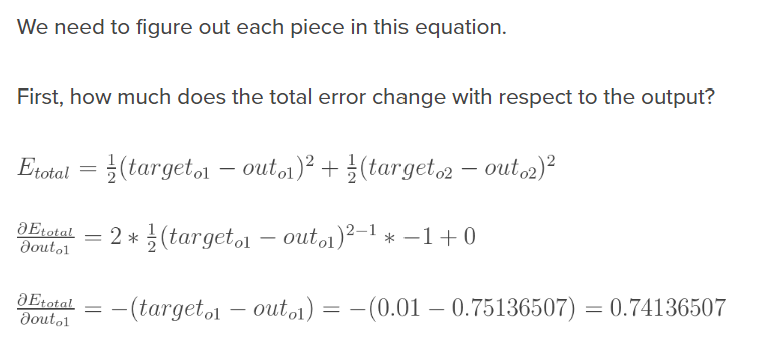 We need to figure out each piece in this equation.
First, how much does the total error change with respect to the output?
E_{total} = \frac{1}{2}(target_{o1} - out_{o1})^{2} + \frac{1}{2}(target_{o2} - out_{o2})^{2}
\frac{\partial E_{total}}{\partial out_{o1}} = 2 * \frac{1}{2}(target_{o1} - out_{o1})^{2-1} * -1 + 0
\frac{\partial E_{total}}{\partial out_{o1}} = -(target_{o1} - out_{o1}) = -(0.01 - 0.75136507) = 0.74136507